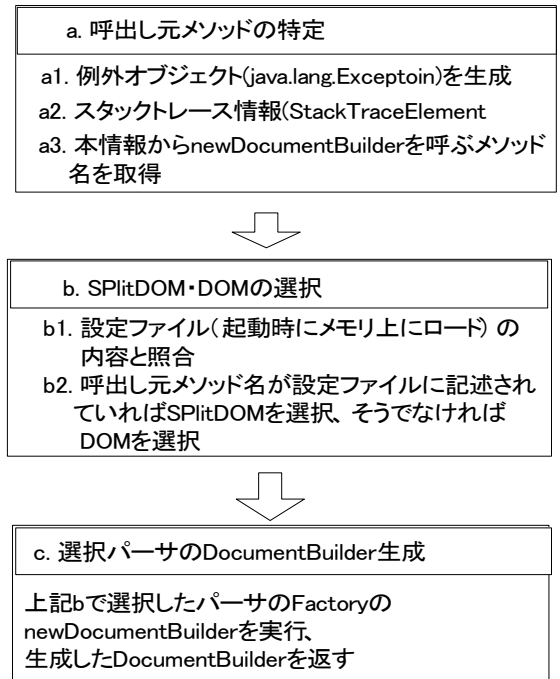 a. 呼出し元メソッドの特定
a1. 例外オブジェクト(java.lang.Exceptoin)を生成
a2. スタックトレース情報(StackTraceElement
a3. 本情報からnewDocumentBuilderを呼ぶメソッド
名を取得
b. SPlitDOM・DOMの選択
b1. 設定ファイル（起動時にメモリ上にロード）の
内容と照合
b2. 呼出し元メソッド名が設定ファイルに記述され
ていればSPlitDOMを選択、そうでなければ
DOMを選択
c. 選択パーサのDocumentBuilder生成
上記bで選択したパーサのFactoryの
newDocumentBuilderを実行、
生成したDocumentBuilderを返す